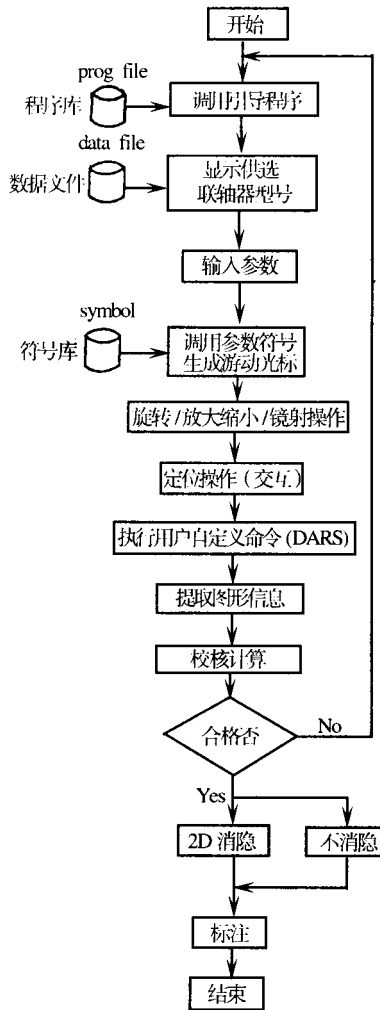 开始
prog file
程序库
调用引导程序
data file
数据文件
显示供选
联轴器型号
输入参数
symbol
符号库
调用参数符号
生成游动光标
旋转/放大缩小/镜射操作
定位操作(交互)
执行用户自定义命令(DARS)
提取图形信息
校核计算
合格否
No
Yes
2D 消隐
不消隐
标注
结束